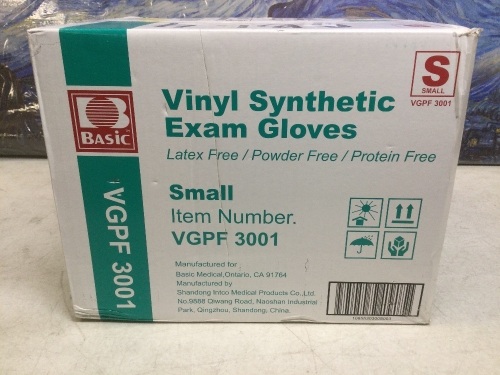 BASIC
VGPF 3001
S
SMALL
VGPF 3001
Vinyl Synthetic
Exam Gloves
Latex Free / Powder Free / Protein Free
Small
Item Number.
VGPF 3001
Manufactured for
Basic Medical,Ontario, CA 91764
Manufactured by
Shandong Intco Medical Products Co.,Ltd.
No.9888 Qiwang Road, Naoshan Industrial
Park, Qingzhou, Shandong, China.